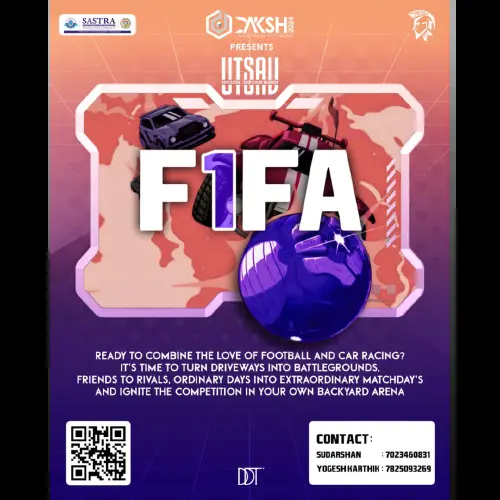 SASTRA
DAKSH
2024
PRESENTS
UTSAV
F1FA
READY TO COMBINE THE LOVE OF FOOTBALL AND CAR RACING?
IT'S TIME TO TURN DRIVEWAYS INTO BATTLEGROUNDS,
FRIENDS TO RIVALS, ORDINARY DAYS INTO EXTRAORDINARY MATCHDAY'S
AND IGNITE THE COMPETITION IN YOUR OWN BACKYARD ARENA
CONTACT:
SUDARSHAN : 7023460831
YOGESH KARTHIK : 7825093269
DDT